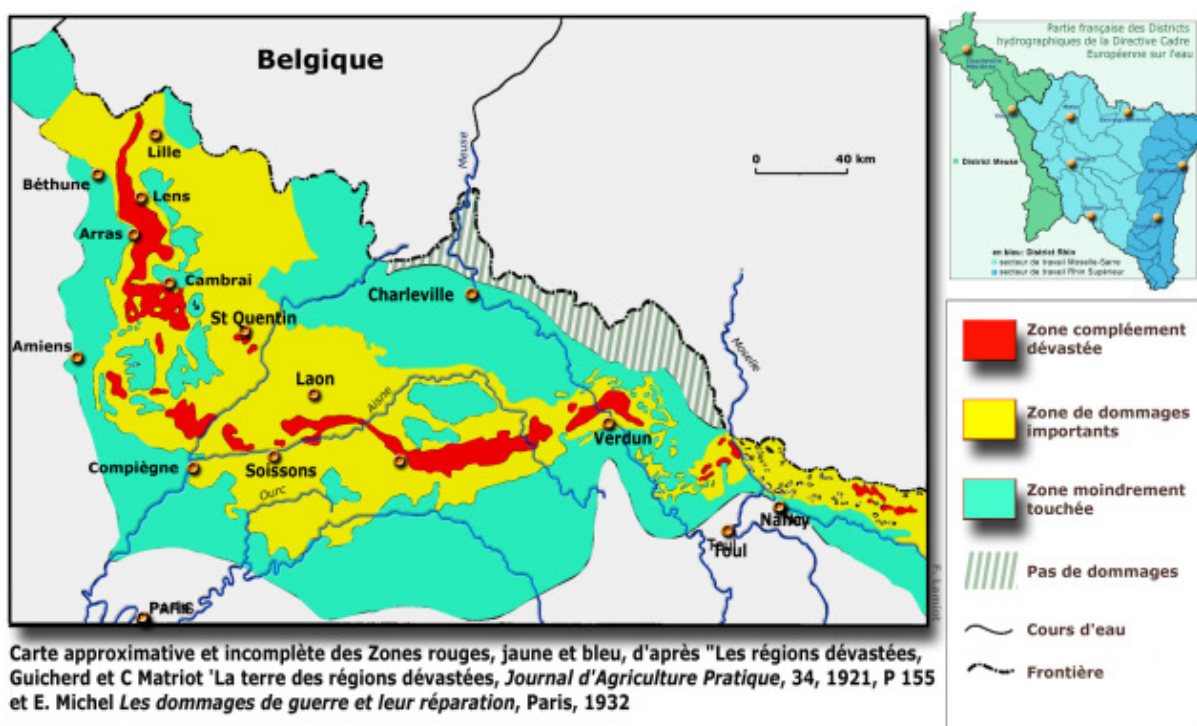 Belgique
Meuse
0 40 km
Lille
Béthune
Lens
Arras
Cambrai
Charleville
St Quentin
Amiens
Moselle
Laon
Aisne
Verdun
Compiègne
Soissons
Ourc
Nancy
Toul
PARIS
F. Lamiot
Carte approximative et incomplète des Zones rouges, jaune et bleu, d'après "Les régions dévastées,
Guicherd et C Matriot 'La terre des régions dévastées, Journal d'Agriculture Pratique, 34, 1921, P 155
et E. Michel Les dommages de guerre et leur réparation, Paris, 1932
Partie française des Districts
hydrographiques de la Directive Cadre
Européenne sur l'eau
District Meuse
en bleu: District Rhin
secteur de travail Moselle-Sarre
secteur de travail Rhin Supérieur
Zone compléement
dévastée
Zone de dommages
importants
Zone moindrement
touchée
Pas de dommages
Cours d'eau
Frontière